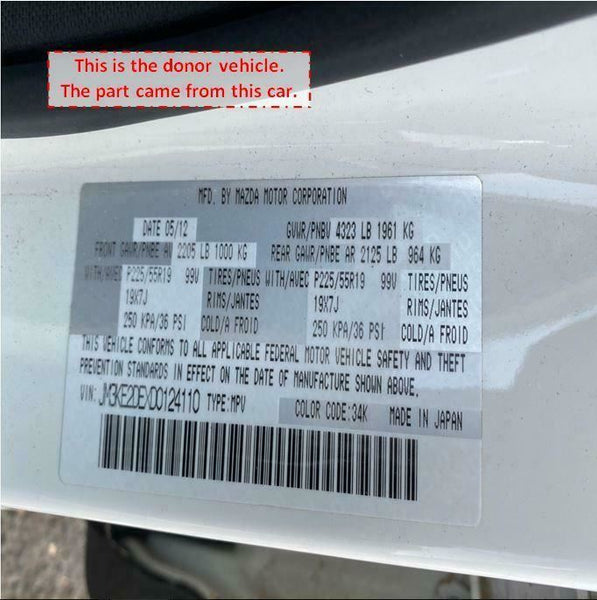 This is the donor vehicle.
The part came from this car.
MFD. BY MAZDA MOTOR CORPORATION
DATE 05/12 GVWR/PNBV 4323 LB 1961 KG
FRONT GAWR/PNBE AV 2205 LB 1000 KG REAR GAWR/PNBE AR 2125 LB 964 KG
WITH/AVEC P225/55R19 99V TIRES/PNEUS WITH/AVEC P225/55R19 99V TIRES/PNEUS
19X7J RIMS/JANTES 19X7J RIMS/JANTES
250 KPA/36 PSI COLD/A FROID 250 KPA/36 PSI COLD/A FROID
THIS VEHICLE CONFORMS TO ALL APPLICABLE FEDERAL MOTOR VEHICLE SAFETY AND THEFT
PREVENTION STANDARDS IN EFFECT ON THE DATE OF MANUFACTURE SHOWN ABOVE.
VIN: JM3KE2DEXD0124110 TYPE:MPV COLOR CODE:34K MADE IN JAPAN